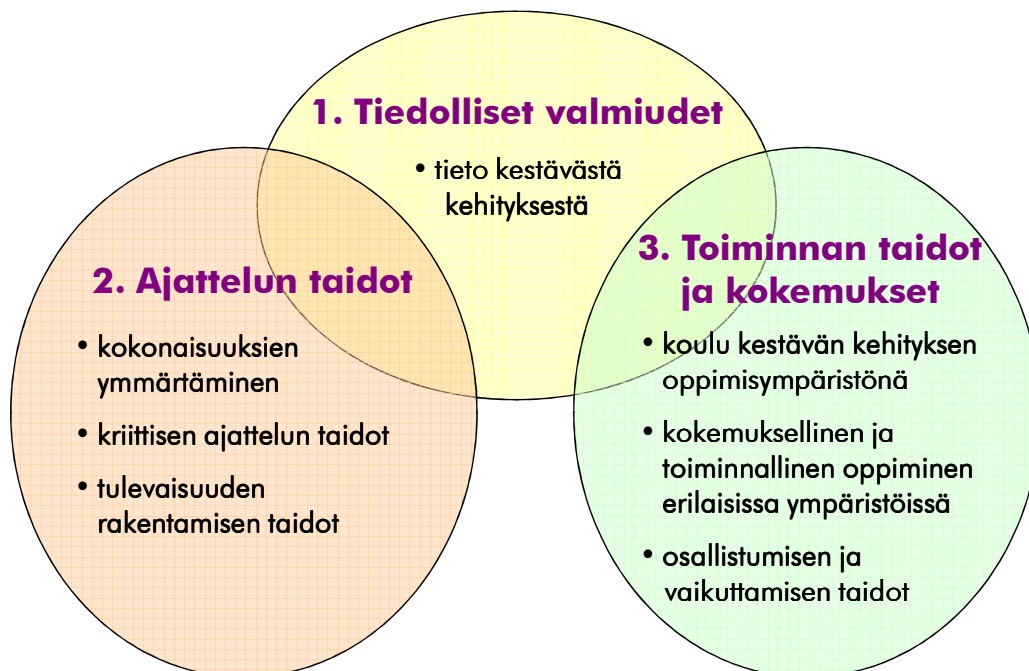 1. Tiedolliset valmiudet
• tieto kestävästä
kehityksestä
2. Ajattelun taidot
• kokonaisuuksien
ymmärtäminen
• kriittisen ajattelun taidot
• tulevaisuuden
rakentamisen taidot
3. Toiminnan taidot
ja kokemukset
• koulu kestävän kehityksen
oppimisympäristönä
• kokemuksellinen ja
toiminnallinen oppiminen
erilaisissa ympäristöissä
• osallistumisen ja
vaikuttamisen taidot